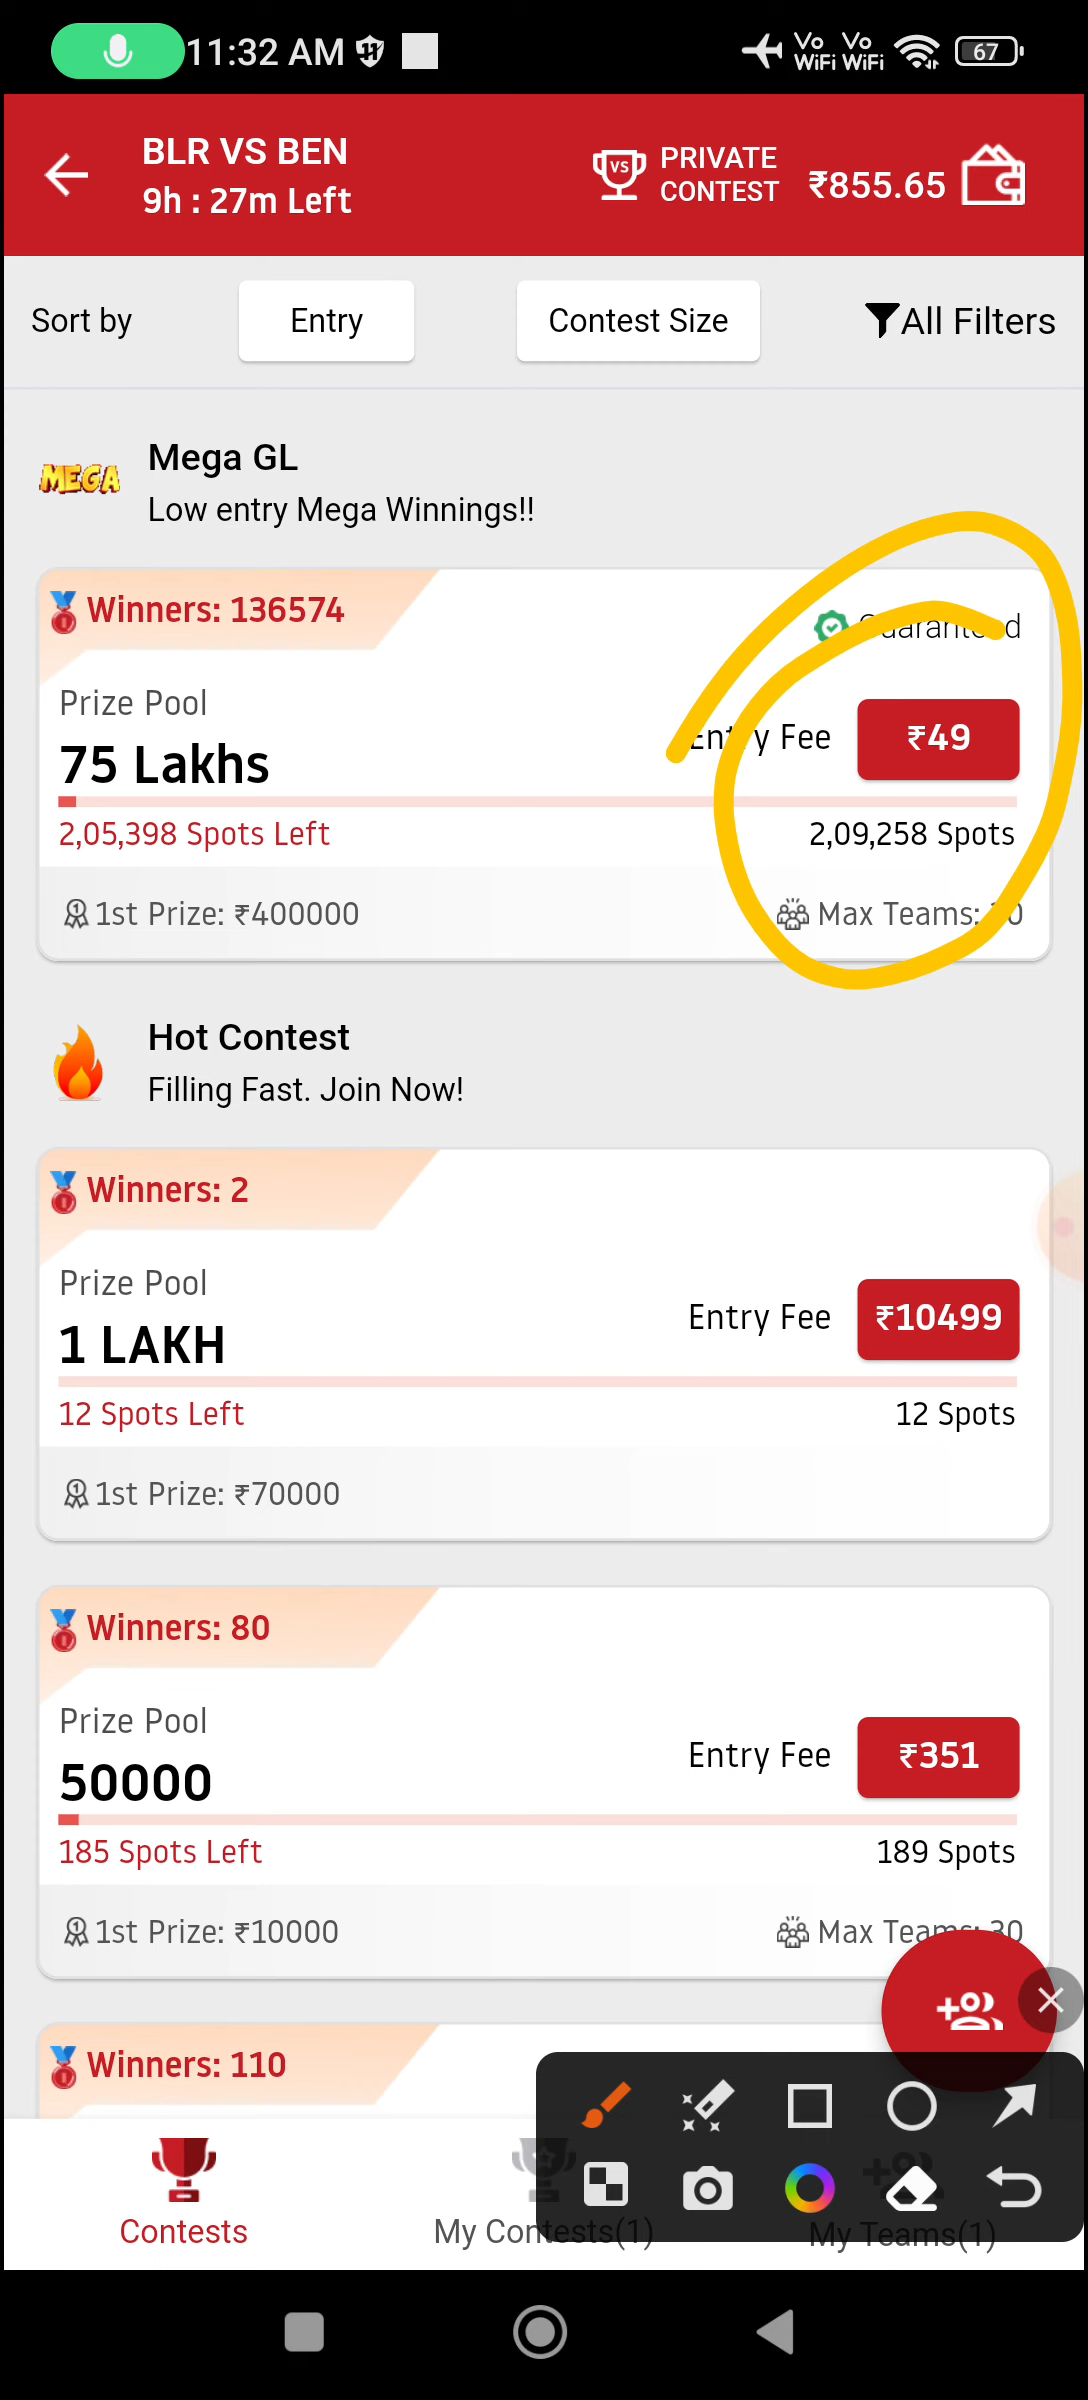 11:32 AM
Vo WiFi Vo WiFi 67
BLR VS BEN
9h : 27m Left
VS PRIVATE CONTEST ₹855.65
Sort by Entry Contest Size All Filters
MEGA Mega GL
Low entry Mega Winnings!!
Winners: 136574
Guaranteed
Prize Pool
75 Lakhs
Entry Fee ₹49
2,05,398 Spots Left 2,09,258 Spots
1st Prize: ₹400000 Max Teams:
Hot Contest
Filling Fast. Join Now!
Winners: 2
Prize Pool
1 LAKH
Entry Fee ₹10499
12 Spots Left 12 Spots
1st Prize: ₹70000
Winners: 80
Prize Pool
50000
Entry Fee ₹351
185 Spots Left 189 Spots
1st Prize: ₹10000 Max Teams: 30
Winners: 110
Contests My Contests(1) My Teams(1)